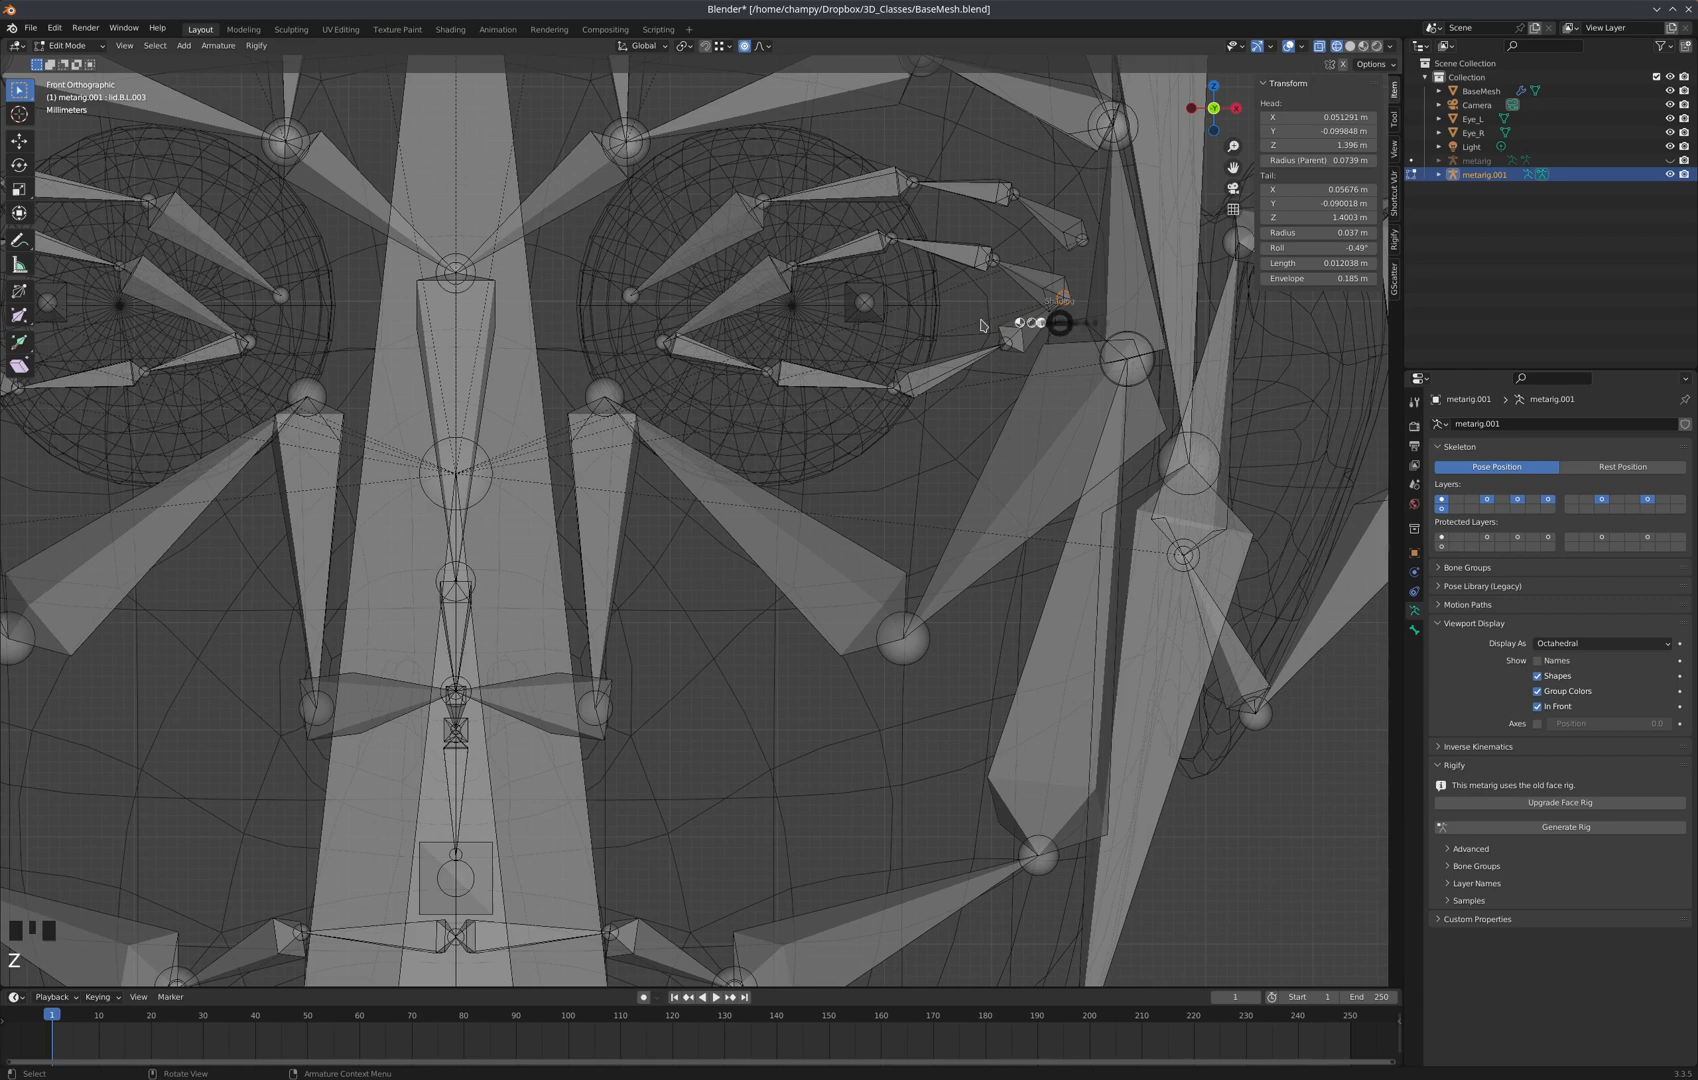 Blender* [/home/champy/Dropbox/3D_Classes/BaseMesh.blend]
File Edit Render Window Help Layout Modeling Sculpting UV Editing Texture Paint Shading Animation Rendering Compositing Scripting + Scene View Layer
Edit Mode View Select Add Armature Rigify Global
X Options
Front Orthographic
(1) metarig.001 : lid.B.L.003
Millimeters
Z
X
Y
Transform
Head:
X 0.051291 m
Y -0.099848 m
Z 1.396 m
Radius (Parent) 0.0739 m
Tail:
X 0.05676 m
Y -0.090018 m
Z 1.4003 m
Radius 0.037 m
Roll -0.49°
Length 0.012038 m
Envelope 0.185 m
Item
Tool
View
Shortcut VUr
Rigify
GScatter
Shading
Z
Scene Collection
Collection
BaseMesh
Camera
Eye_L
Eye_R
Light
metarig
metarig.001
metarig.001 > metarig.001
metarig.001
Skeleton
Pose Position Rest Position
Layers:
Protected Layers:
Bone Groups
Pose Library (Legacy)
Motion Paths
Viewport Display
Display As Octahedral
Show Names
Shapes
Group Colors
In Front
Axes Position 0.0
Inverse Kinematics
Rigify
This metarig uses the old face rig.
Upgrade Face Rig
Generate Rig
Advanced
Bone Groups
Layer Names
Samples
Custom Properties
Playback Keying View Marker 1 Start 1 End 250
1 10 20 30 40 50 60 70 80 90 100 110 120 130 140 150 160 170 180 190 200 210 220 230 240 250
Select Rotate View Armature Context Menu 3.3.5